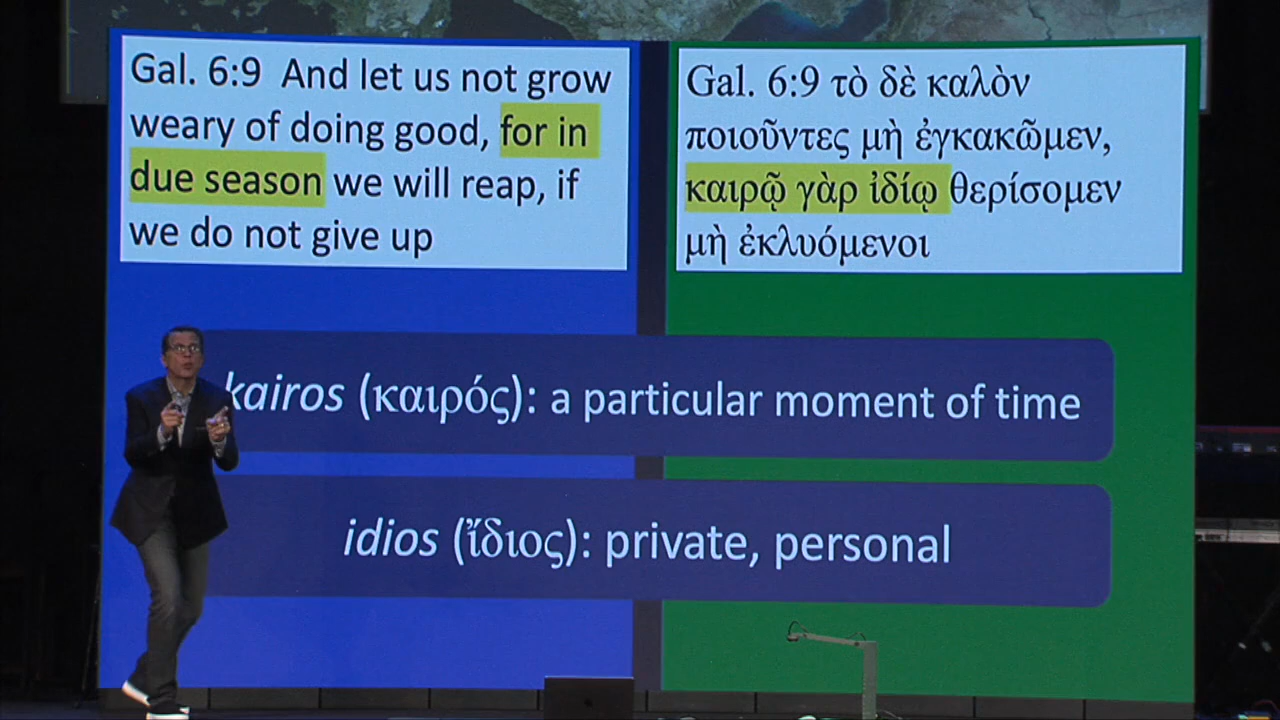 Gal. 6:9 And let us not grow
weary of doing good, for in
due season we will reap, if
we do not give up
Gal. 6:9 τὸ δὲ καλὸν
ποιοῦντες μὴ ἐγκακῶμεν,
καιρῷ γὰρ ἰδίῳ θερίσομεν
μὴ ἐκλυόμενοι
kairos (καιρός): a particular moment of time
idios (ἴδιος): private, personal